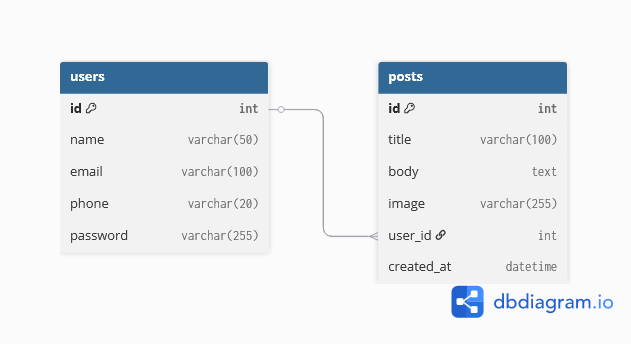 users
id int
name varchar(50)
email varchar(100)
phone varchar(20)
password varchar(255)
posts
id int
title varchar(100)
body text
image varchar(255)
user_id int
created_at datetime
dbdiagram.io